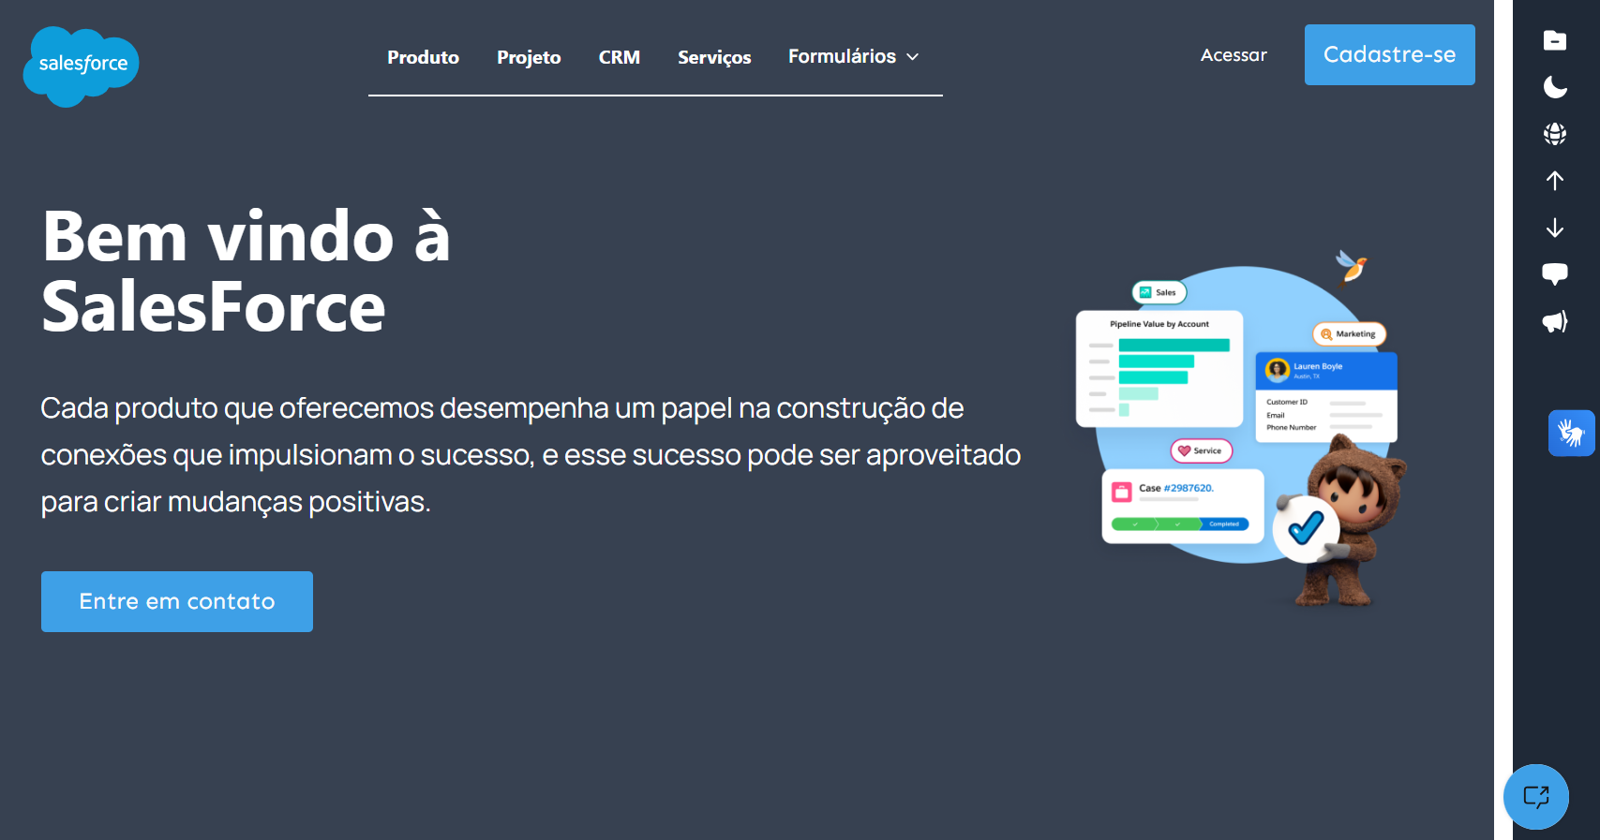 salesforce
Produto
Projeto
CRM
Serviços
Formulários
Acessar
Cadastre-se
Bem vindo à
SalesForce
Cada produto que oferecemos desempenha um papel na construção de
conexões que impulsionam o sucesso, e esse sucesso pode ser aproveitado
para criar mudanças positivas.
Entre em contato
Sales
Pipeline Value by Account
Marketing
Lauren Boyle
Austin, TX
Customer ID
Email
Phone Number
Service
Case #2987620.
Completed